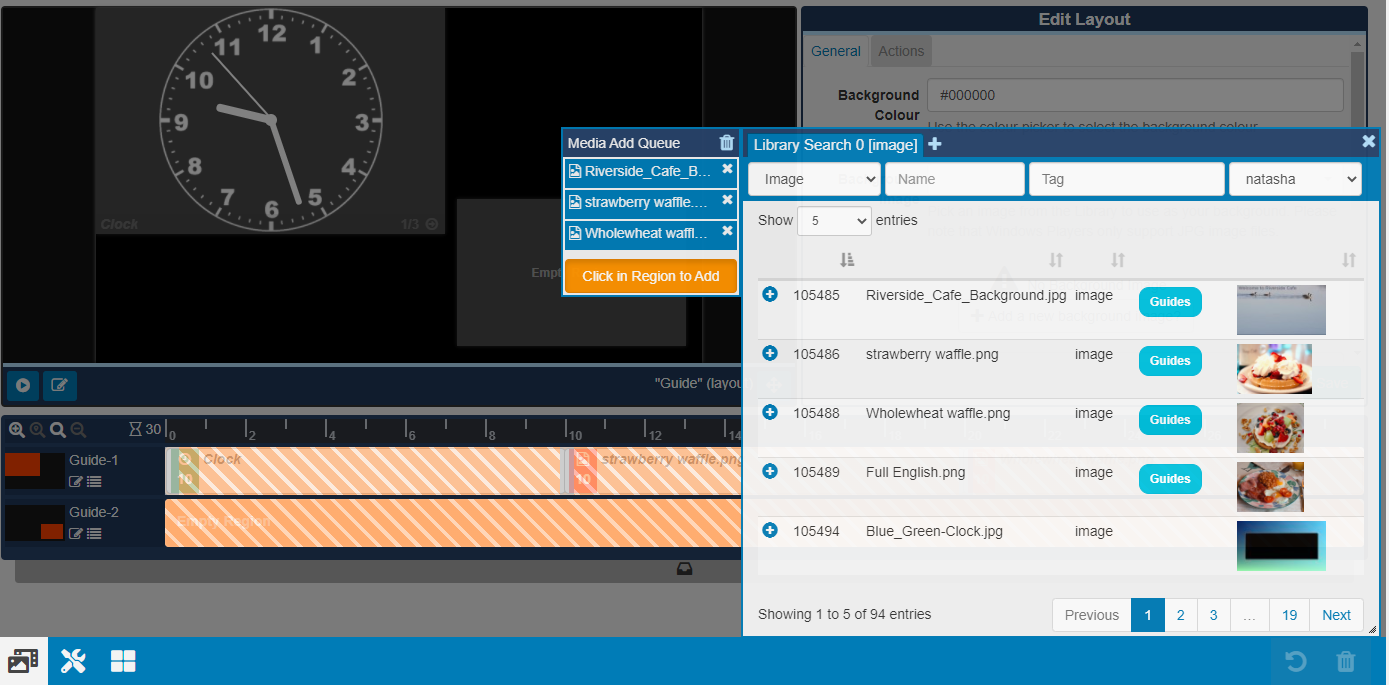 12
11
1
10
2
9
3
8
4
7
5
6
Clock
1/3
Empt
"Guide" (layou
Edit Layout
General
Actions
Background Colour
#000000
Use the colour picker to select the background colour
Media Add Queue
Riverside_Cafe_B...
strawberry waffle....
Wholewheat waffl...
Click in Region to Add
Library Search 0 [image]
Image
Name
Tag
natasha
Show 5 entries
105485 Riverside_Cafe_Background.jpg image Guides
105486 strawberry waffle.png image Guides
105488 Wholewheat waffle.png image Guides
105489 Full English.png image Guides
105494 Blue_Green-Clock.jpg image
Showing 1 to 5 of 94 entries
Previous 1 2 3 ... 19 Next
30 0 2 4 6 8 10 12 14
Guide-1
Clock
10
strawberry waffle.png
10
Guide-2
Empty Region